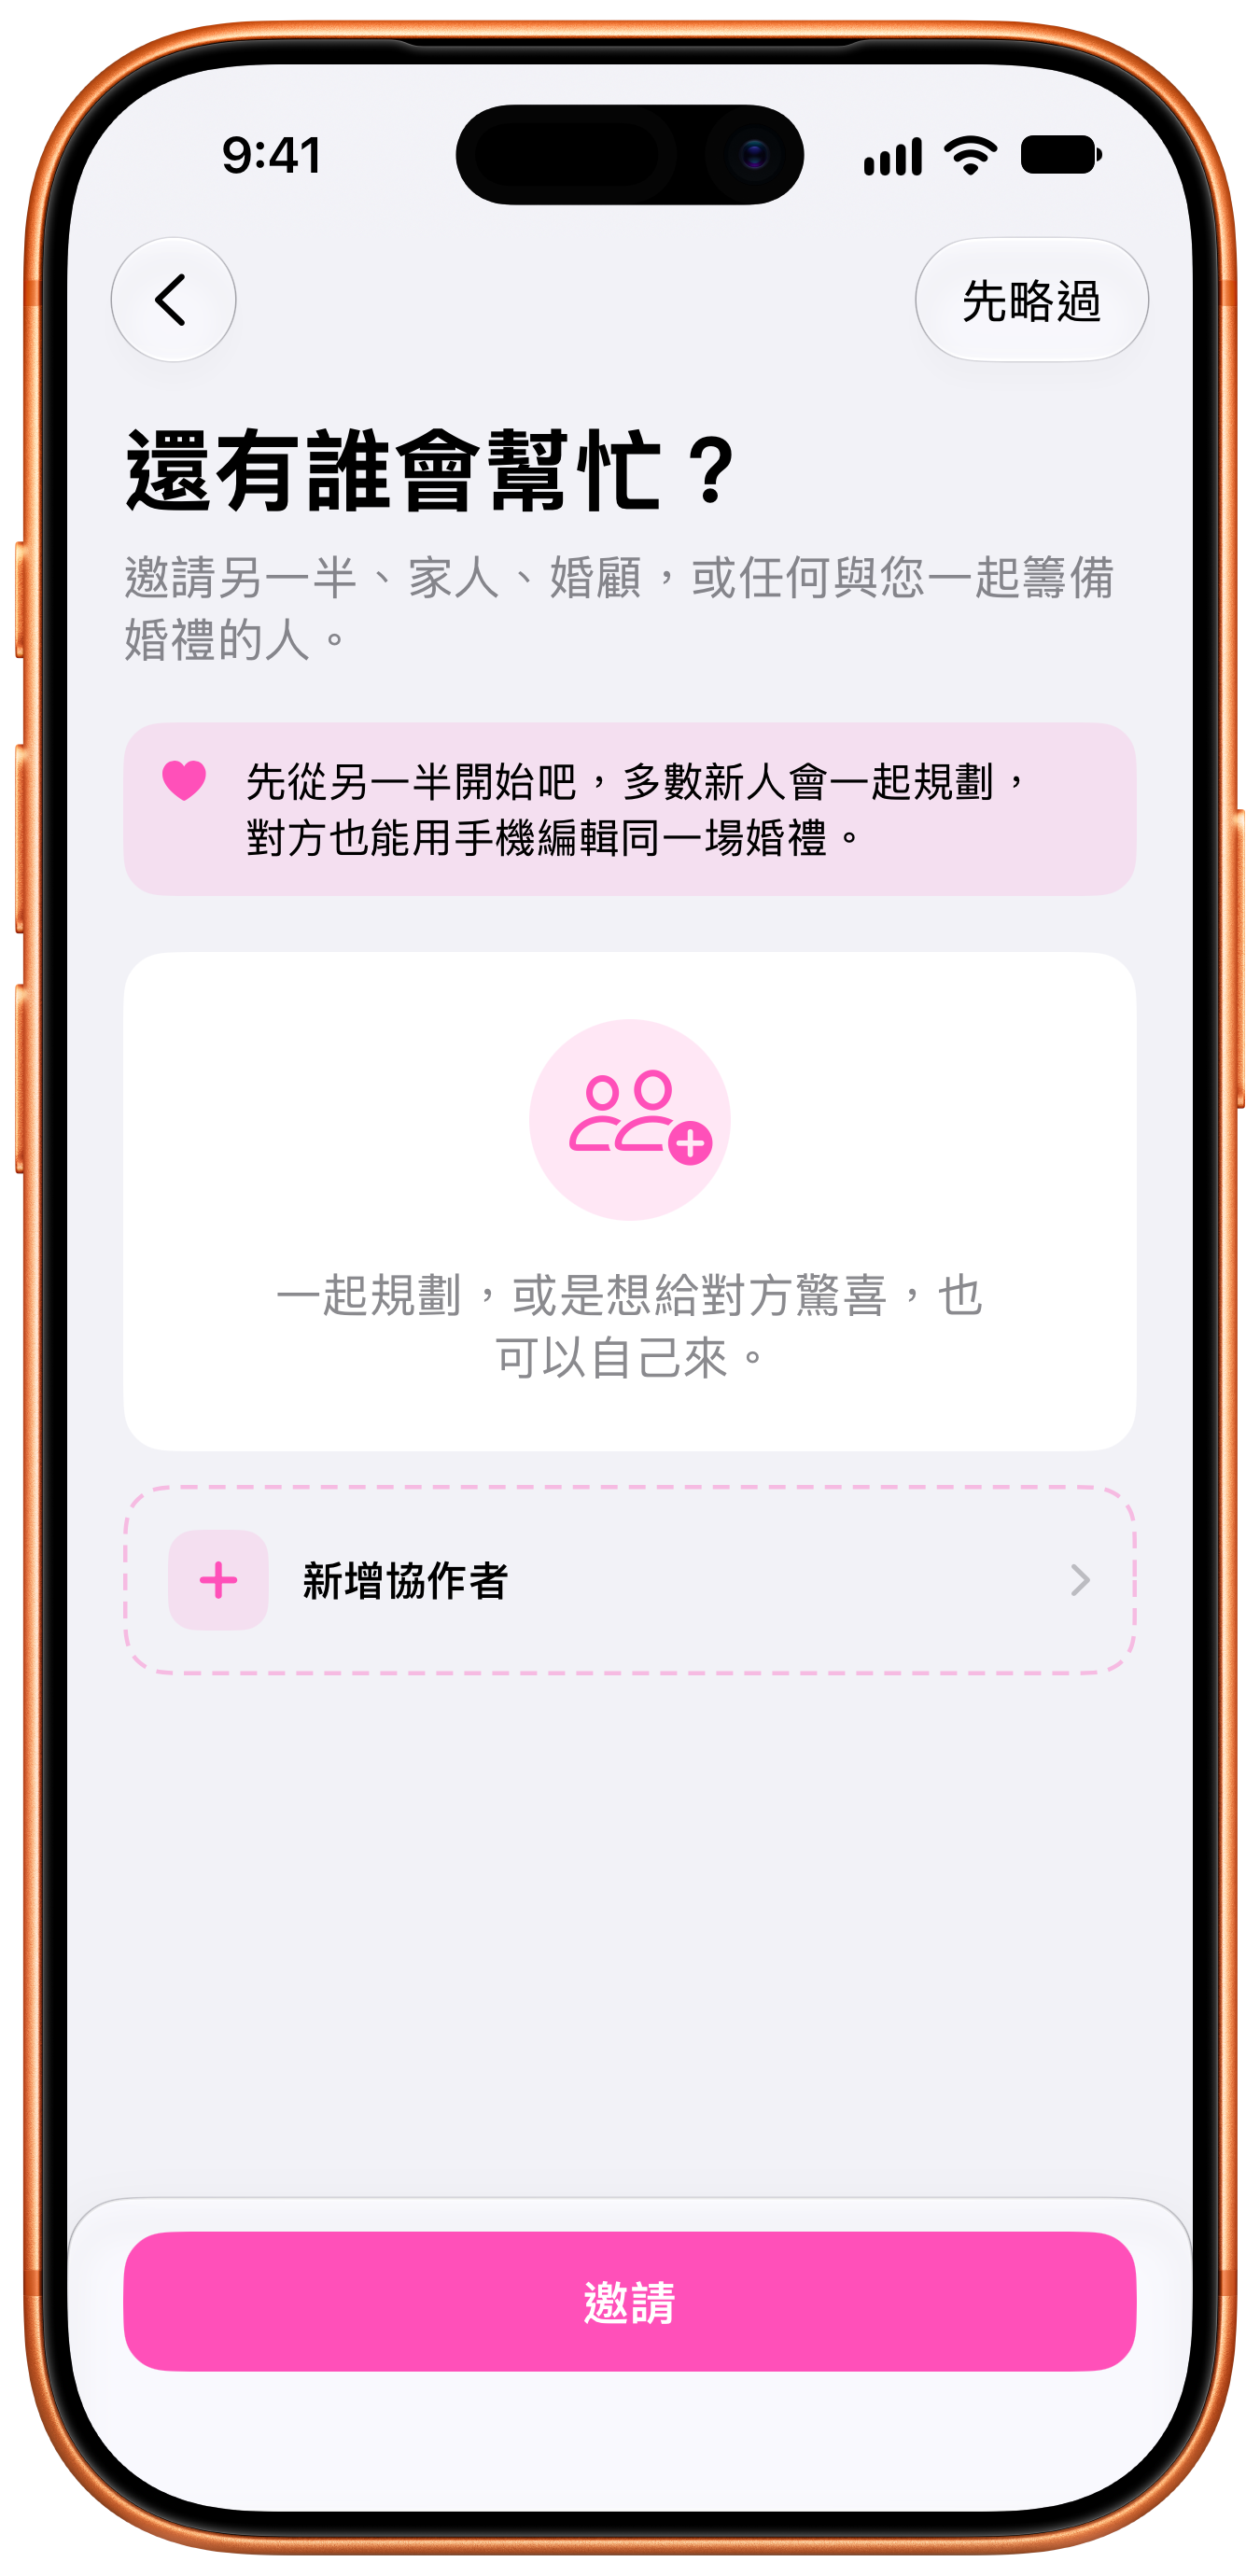 9:41
先略過
還有誰會幫忙？
邀請另一半、家人、婚顧，或任何與您一起籌備
婚禮的人。
先從另一半開始吧，多數新人會一起規劃，
對方也能用手機編輯同一場婚禮。
一起規劃，或是想給對方驚喜，也
可以自己來。
新增協作者
邀請